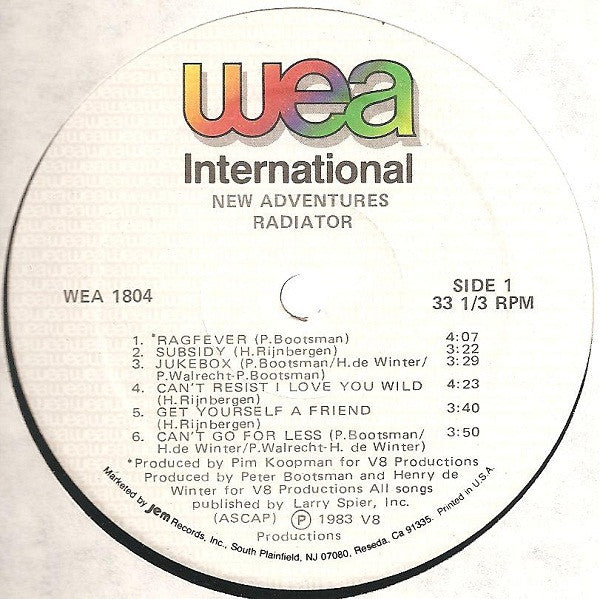 wea
International
NEW ADVENTURES
RADIATOR
WEA 1804
SIDE 1
33 1/3 RPM
1. *RAGFEVER (P.Bootsman) 4:07
2. SUBSIDY (H.Rijnbergen) 3:22
3. JUKEBOX (P.Bootsman/H.de Winter/ 3:29
P.Walrecht-P.Bootsman)
4. CAN'T RESIST I LOVE YOU WILD 4:23
(H.Rijnbergen)
5. GET YOURSELF A FRIEND 3:40
(H.Rijnbergen)
6. CAN'T GO FOR LESS (P.Bootsman/ 3:50
H.de Winter/P.Walrecht-H. de Winter)
*Produced by Pim Koopman for V8 Productions
Produced by Peter Bootsman and Henry de
Winter for V8 Productions All songs
published by Larry Spier, Inc.
(ASCAP) Ⓟ 1983 V8
Productions
Marketed by Jem Records, Inc., South Plainfield, NJ 07080, Reseda, Ca 91335. Printed in U.S.A.